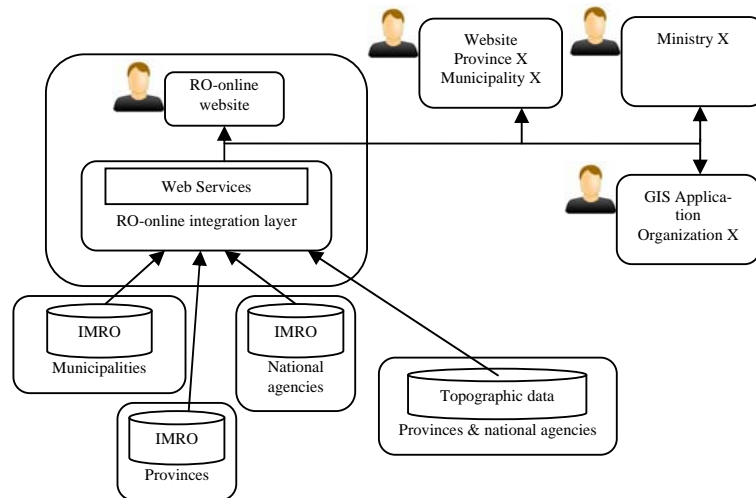 Website
Province X
Municipality X
Ministry X
RO-online
website
Web Services
RO-online integration layer
GIS Applica-
tion
Organization X
IMRO
Municipalities
IMRO
National
agencies
IMRO
Provinces
Topographic data
Provinces & national agencies